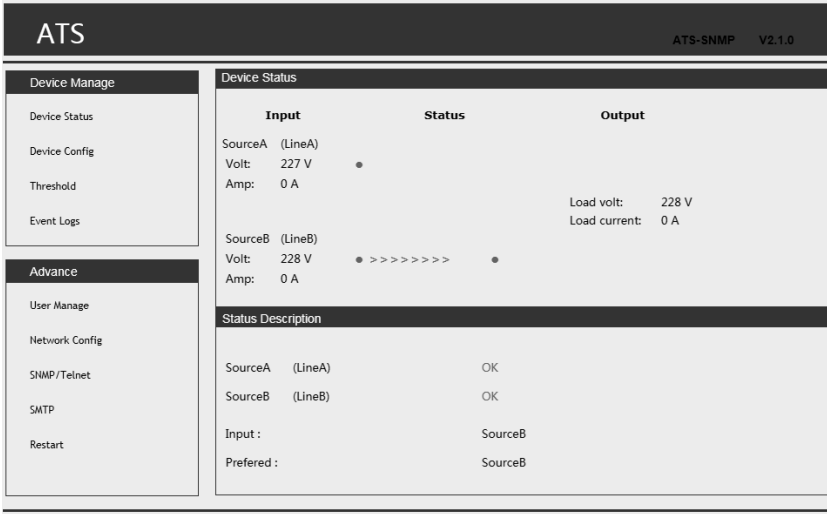 ATS
ATS-SNMP V2.1.0
Device Manage
Device Status
Device Config
Threshold
Event Logs
Advance
User Manage
Network Config
SNMP/Telnet
SMTP
Restart
Device Status
Input Status Output
SourceA (LineA)
Volt: 227 V
Amp: 0 A
Load volt: 228 V
Load current: 0 A
SourceB (LineB)
Volt: 228 V ● >>>>>>>> ●
Amp: 0 A
Status Description
SourceA (LineA) OK
SourceB (LineB) OK
Input : SourceB
Prefered : SourceB